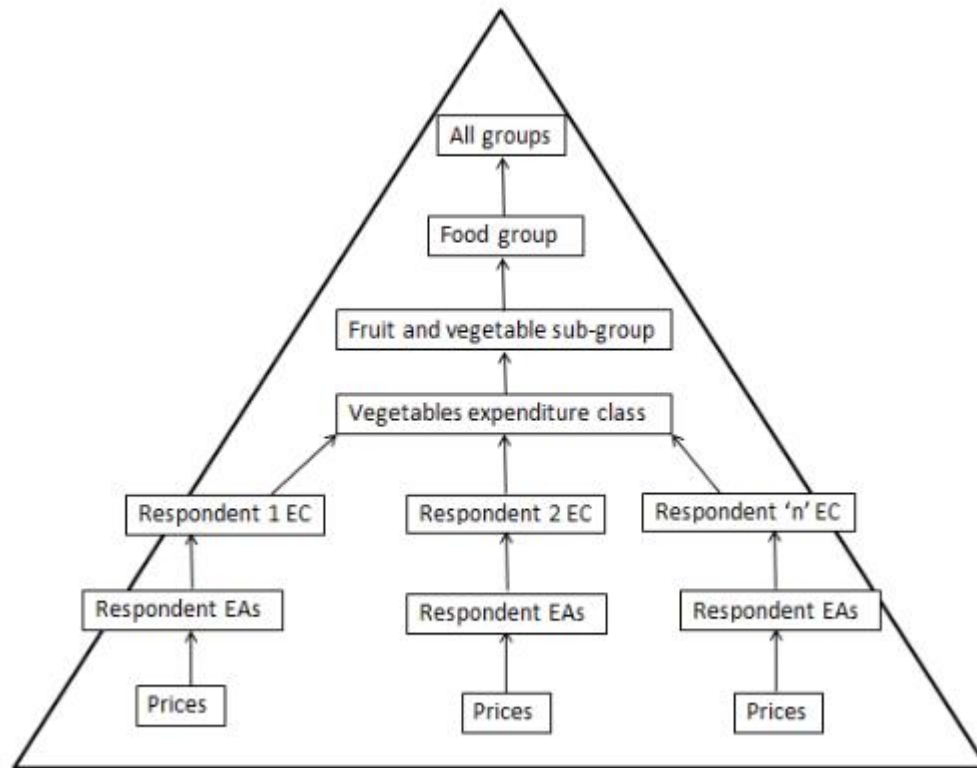 All groups
Food group
Fruit and vegetable sub-group
Vegetables expenditure class
Respondent 1 EC
Respondent 2 EC
Respondent ‘n’ EC
Respondent EAs
Respondent EAs
Respondent EAs
Prices
Prices
Prices